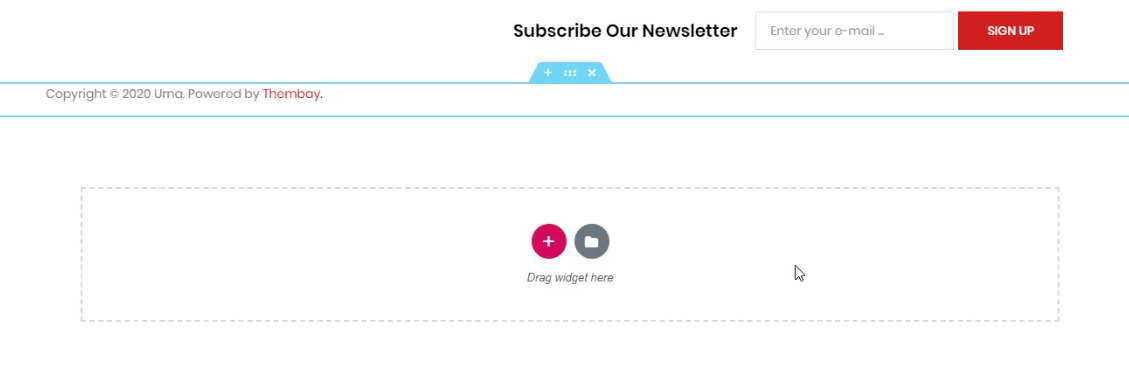 Subscribe Our Newsletter
Enter your e-mail ...
SIGN UP
Copyright © 2020 Urna. Powered by Thembay.
Drag widget here